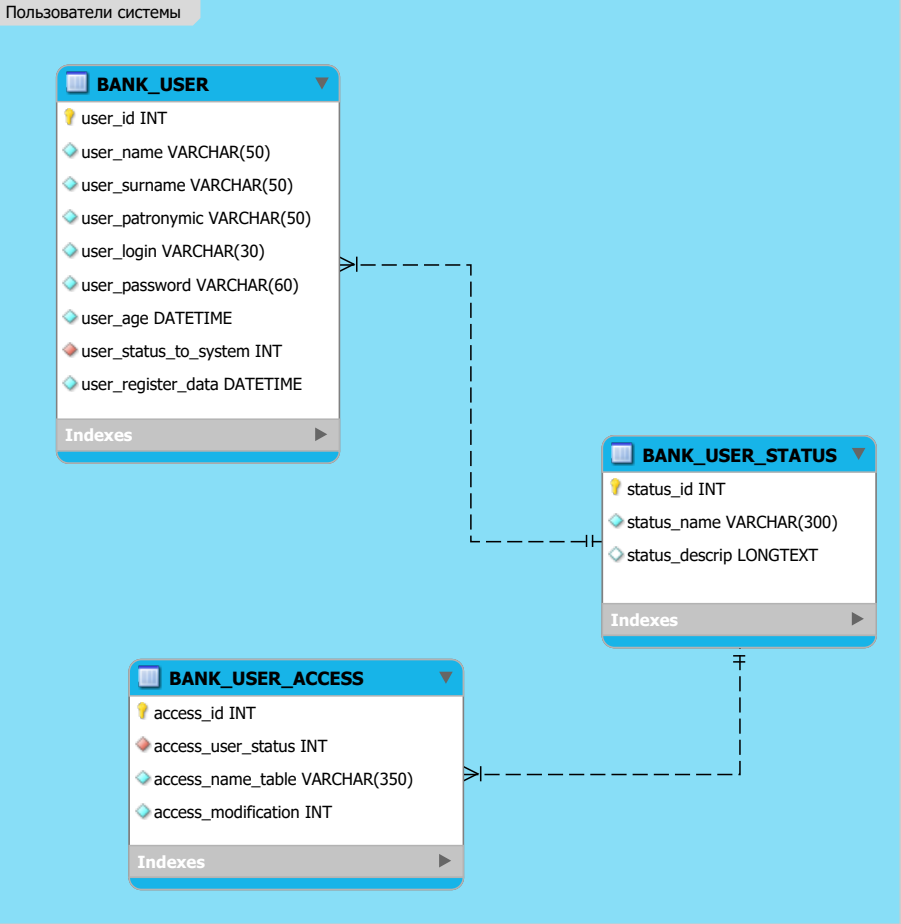 Пользователи системы
BANK_USER
user_id INT
user_name VARCHAR(50)
user_surname VARCHAR(50)
user_patronymic VARCHAR(50)
user_login VARCHAR(30)
user_password VARCHAR(60)
user_age DATETIME
user_status_to_system INT
user_register_data DATETIME
Indexes
BANK_USER_STATUS
status_id INT
status_name VARCHAR(300)
status_descrip LONGTEXT
Indexes
BANK_USER_ACCESS
access_id INT
access_user_status INT
access_name_table VARCHAR(350)
access_modification INT
Indexes